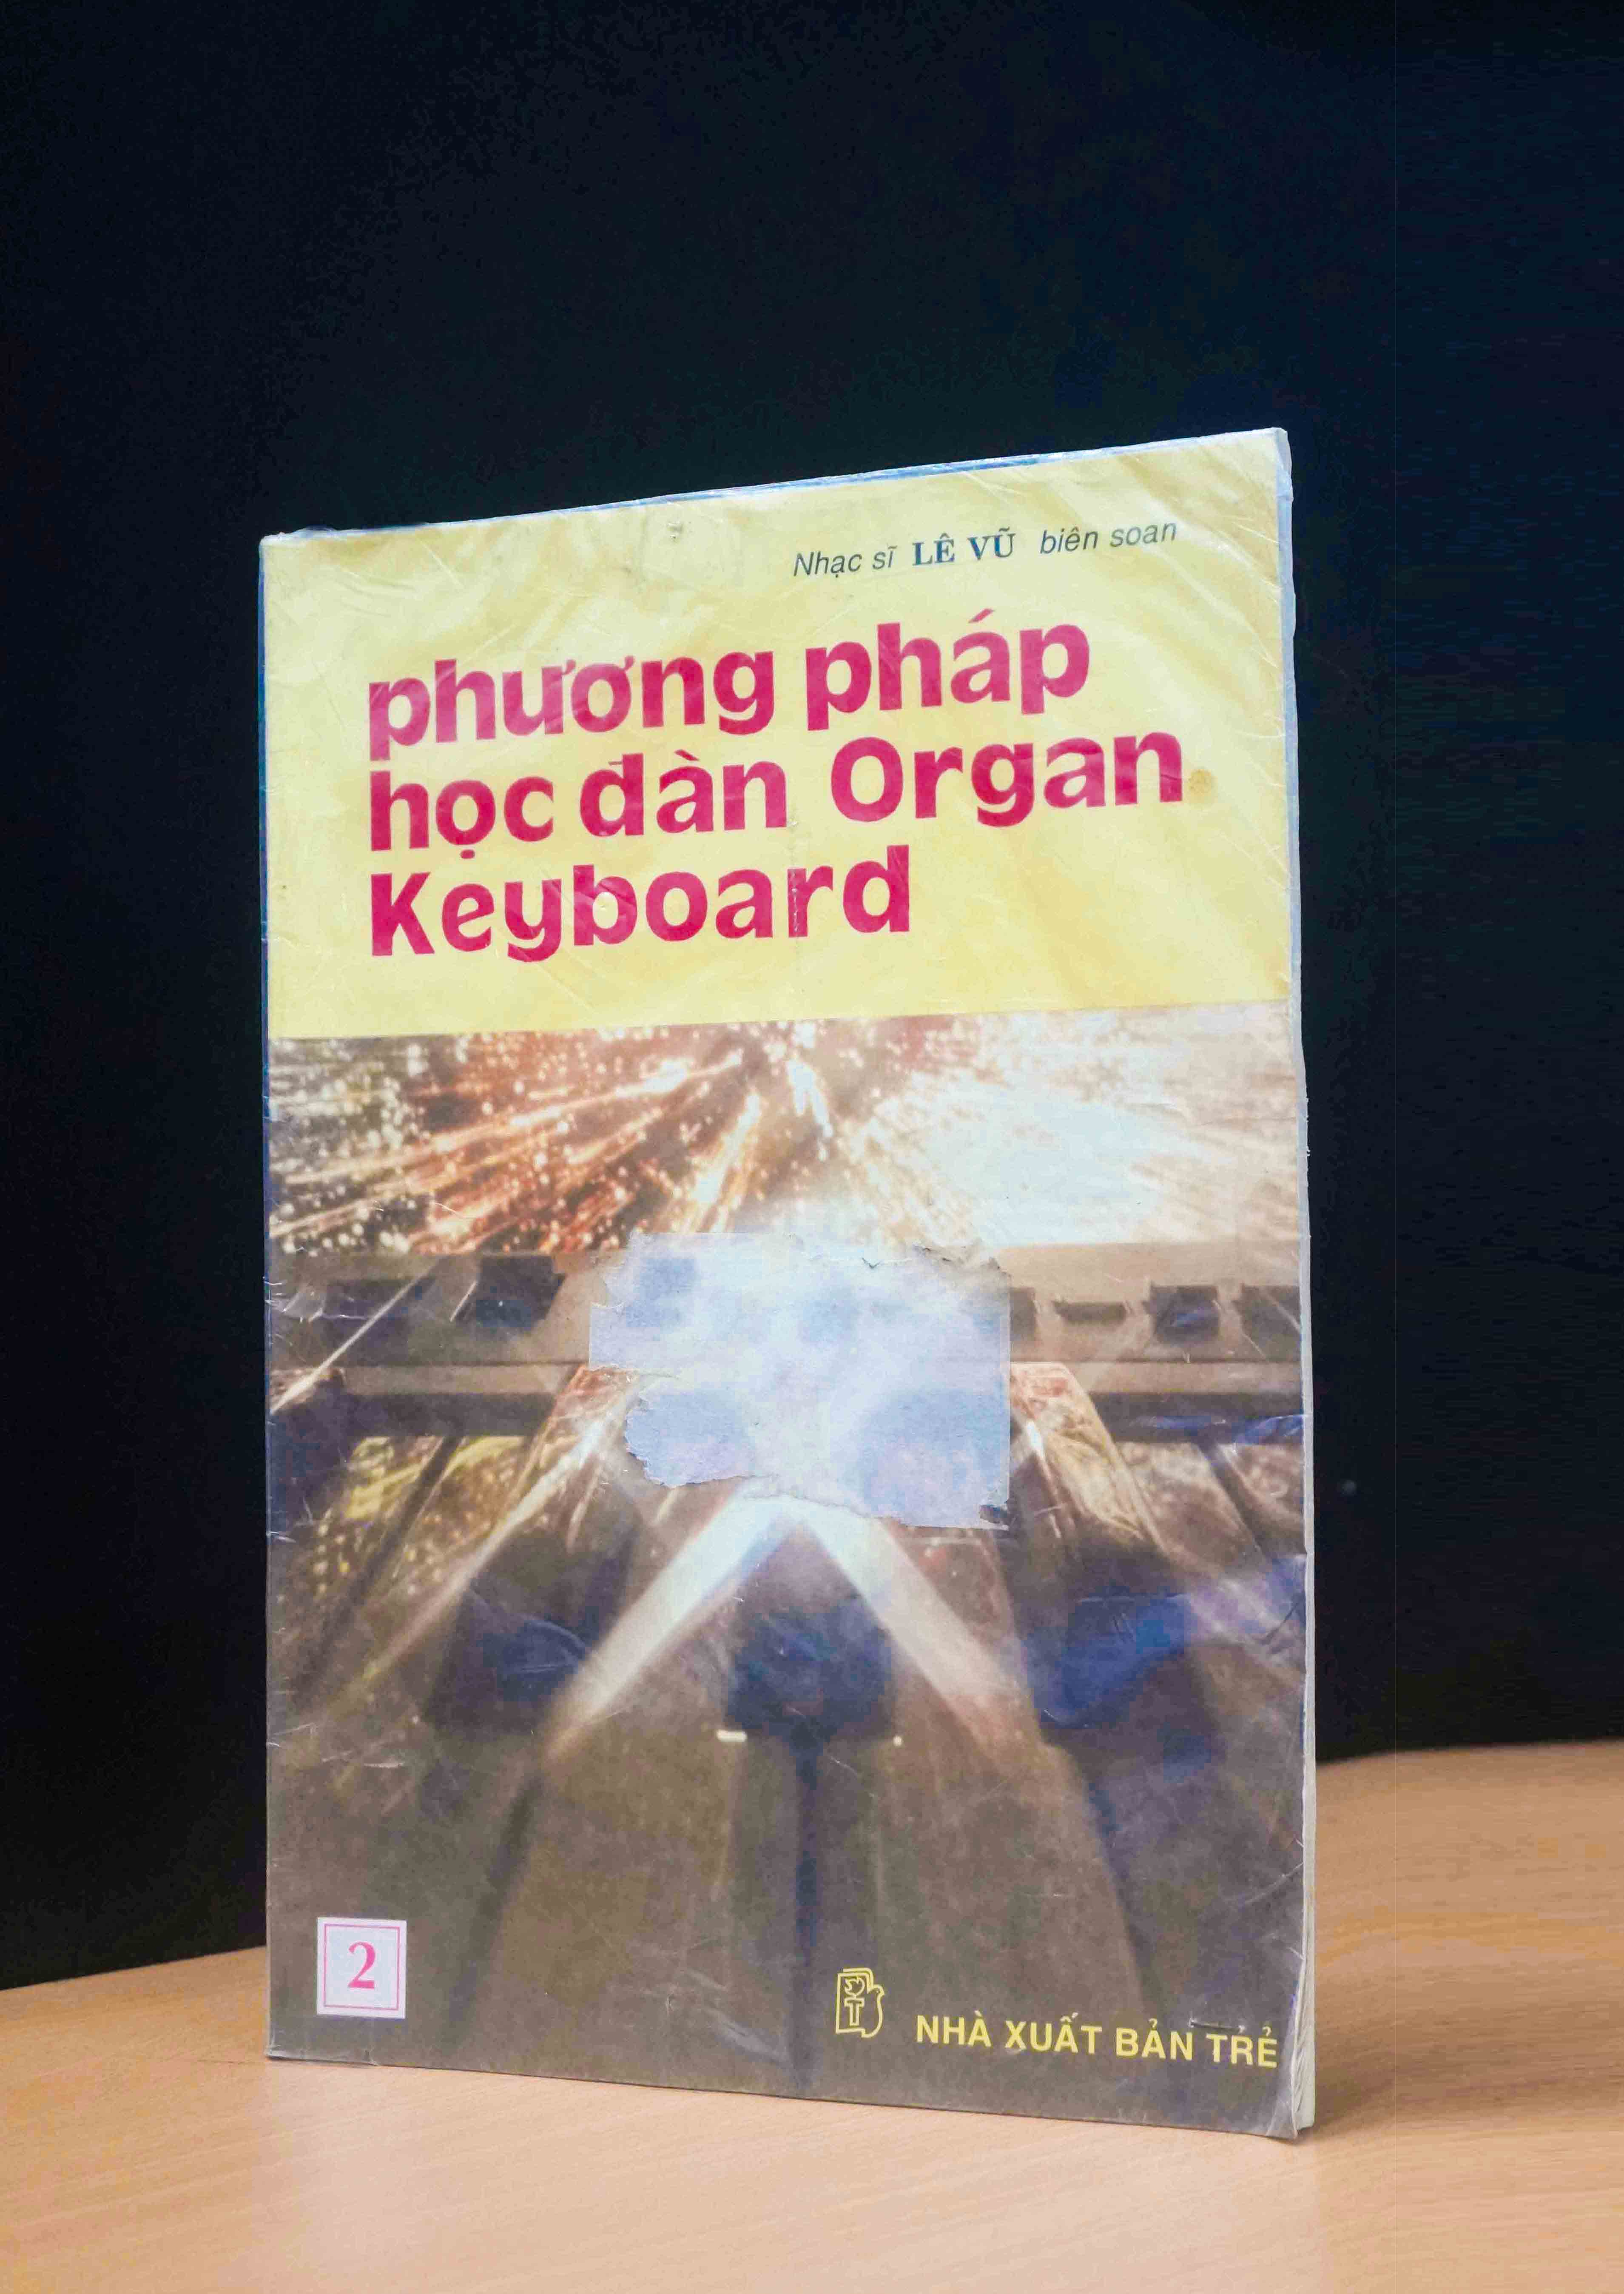 Nhạc sĩ LÊ VŨ biên soạn
phương pháp
học đàn Organ
Keyboard
2
NHÀ XUẤT BẢN TRẺ